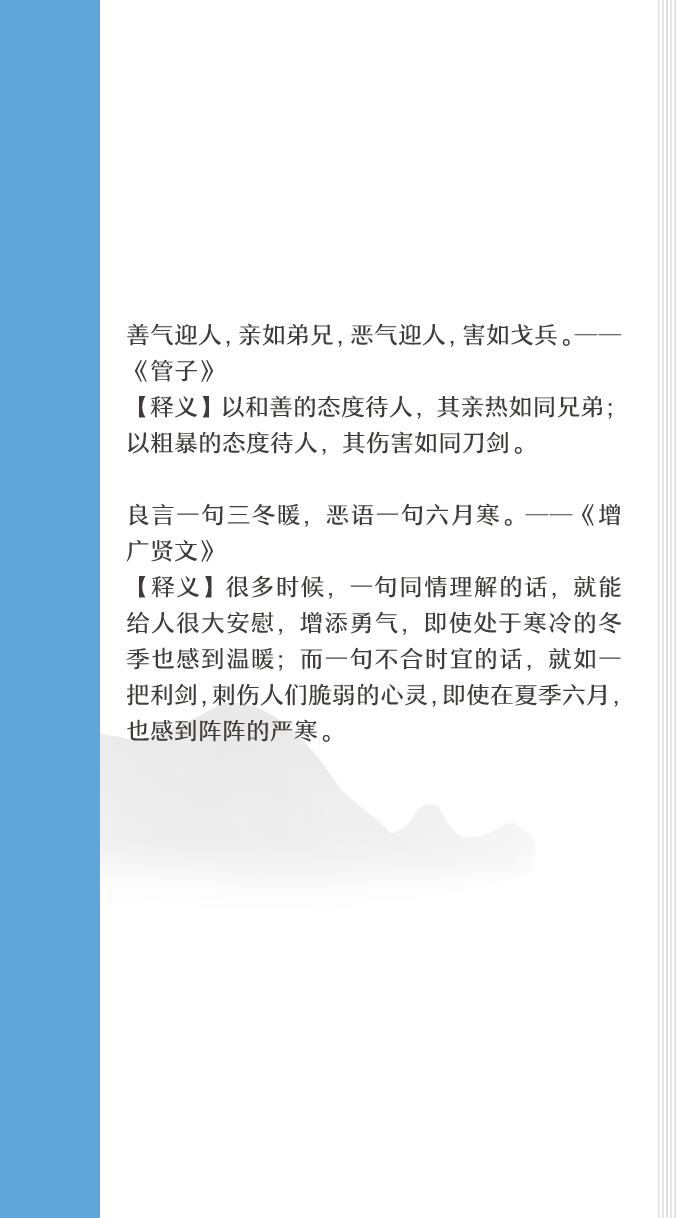 善气迎人，亲如弟兄，恶气迎人，害如戈兵。——
《管子》
【释义】以和善的态度待人，其亲热如同兄弟；
以粗暴的态度待人，其伤害如同刀剑。
良言一句三冬暖，恶语一句六月寒。——《增
广贤文》
【释义】很多时候，一句同情理解的话，就能
给人很大安慰，增添勇气，即使处于寒冷的冬
季也感到温暖；而一句不合时宜的话，就如一
把利剑，刺伤人们脆弱的心灵，即使在夏季六月，
也感到阵阵的严寒。